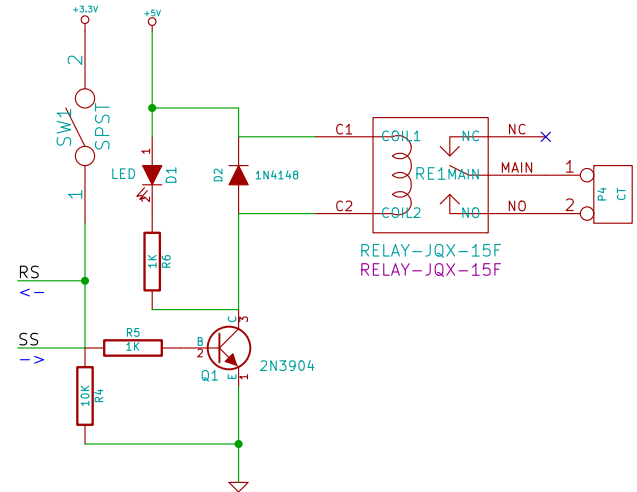 +3.3V
+5V
2
SW1
SPST
1
1
LED
D1
2
D2
1N4148
C1
COIL1
NC
NC
RE1
MAIN
MAIN
1
P4
CT
C2
COIL2
NO
NO
2
RELAY-JQX-15F
RELAY-JQX-15F
1K
R6
RS
<-
SS
->
R5
1K
B
2
C
3
2N3904
Q1
E
1
10K
R4